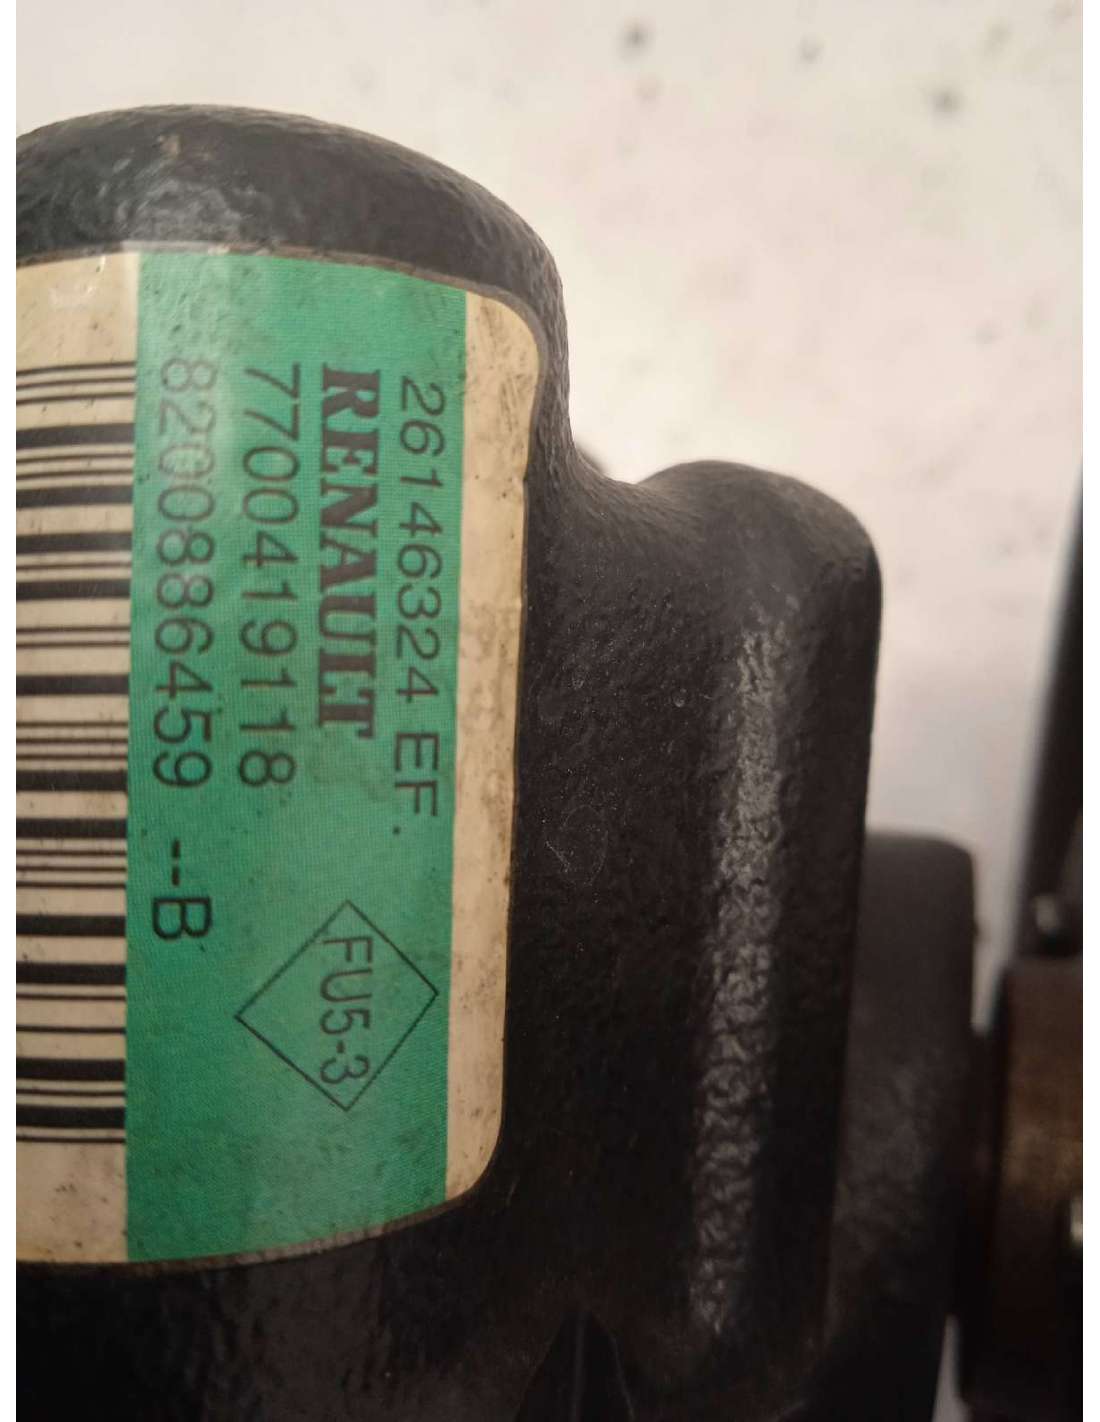 26146324 EF.
RENAULT
7700419118
8200886459 --B
FU5-3